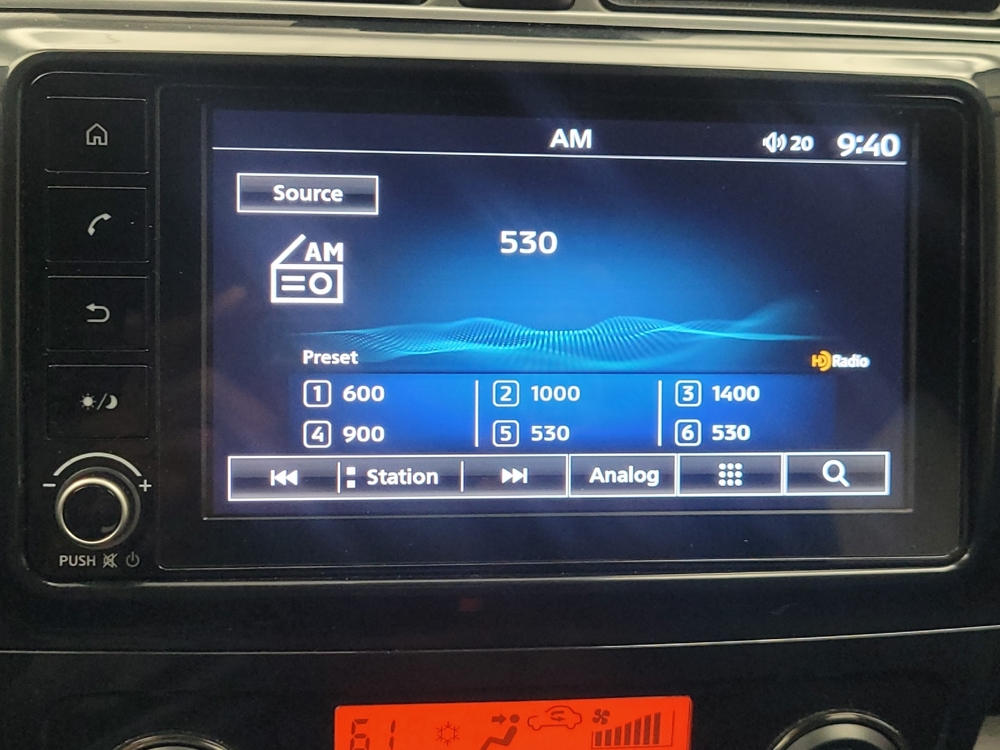 AM 20 9:40
Source
AM
530
Preset
HD Radio
1 600 2 1000 3 1400
4 900 5 530 6 530
Station Analog
PUSH
61